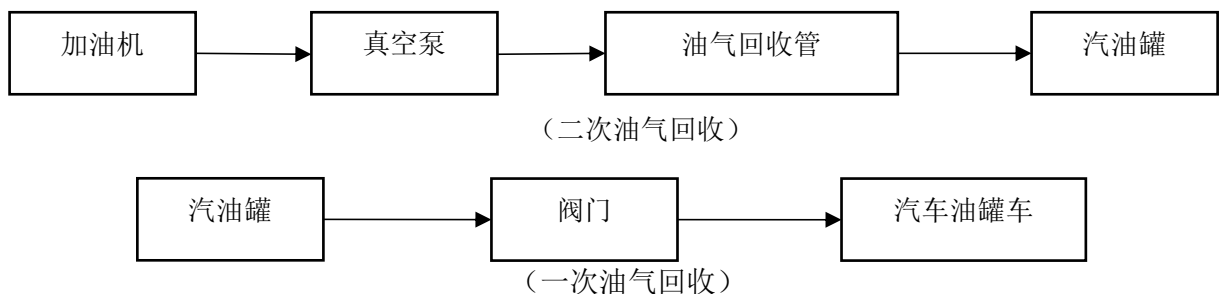 加油机 真空泵 油气回收管 汽油罐
（二次油气回收）
汽油罐 阀门 汽车油罐车
（一次油气回收）